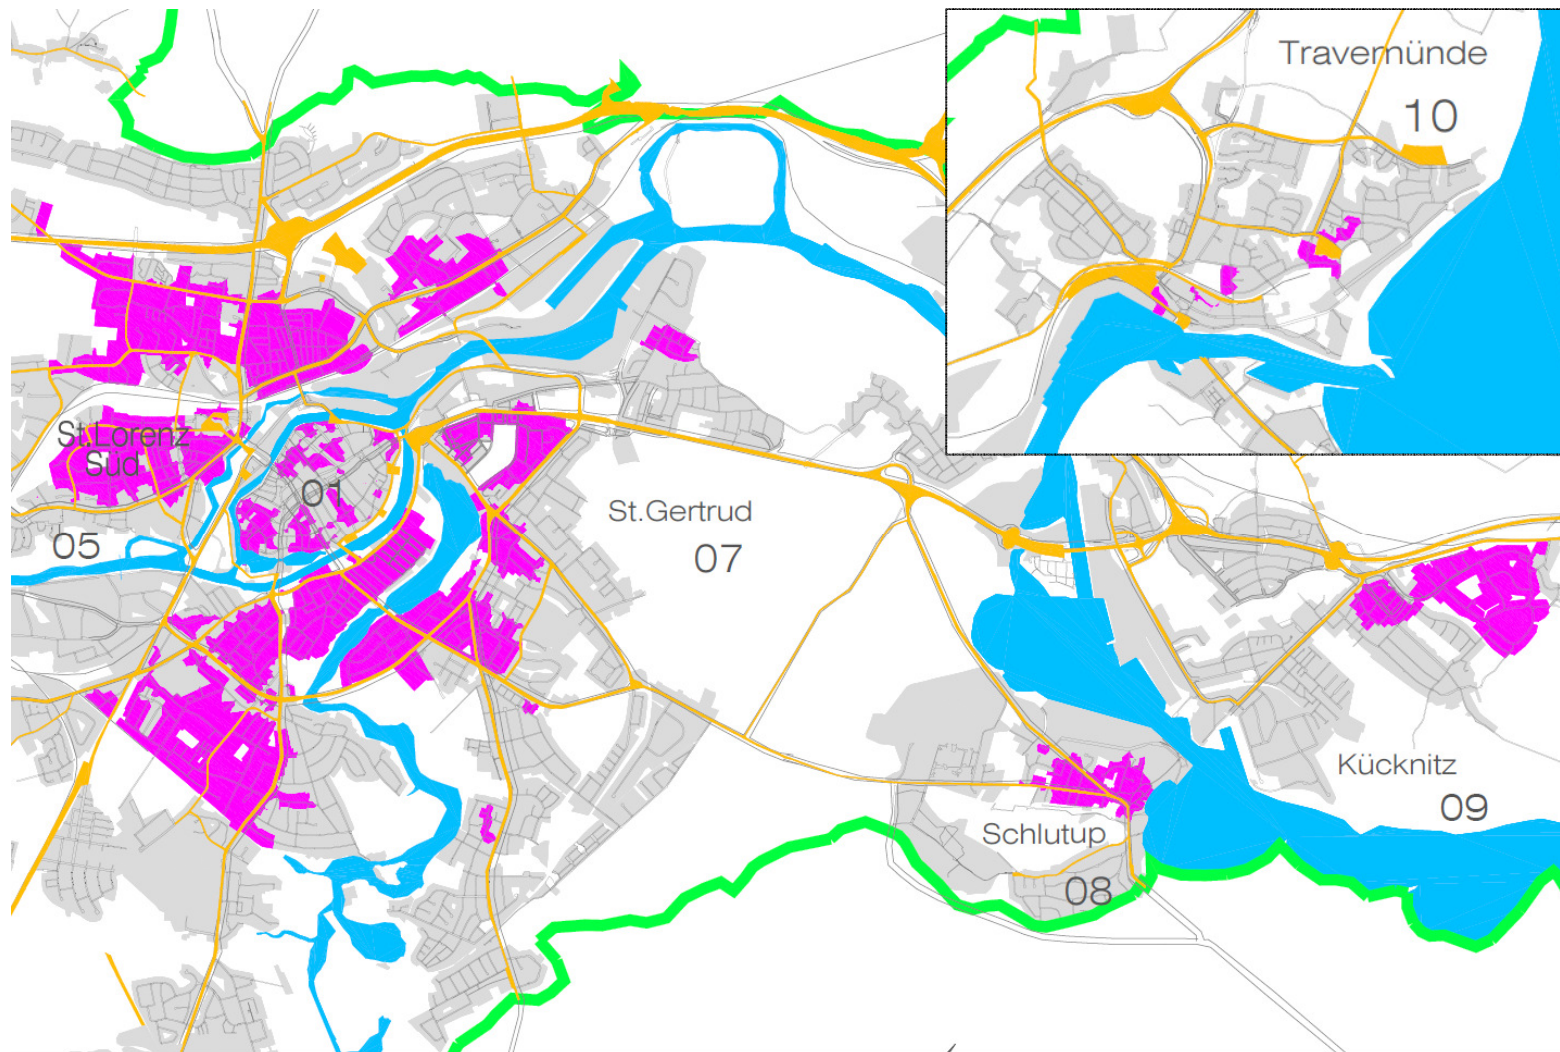 Travemünde
10
St.Lorenz
Süd
01
05
St.Gertrud
07
Kücknitz
09
Schlutup
08